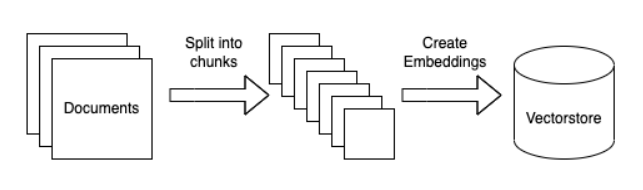 Documents
Split into
chunks
Create
Embeddings
Vectorstore